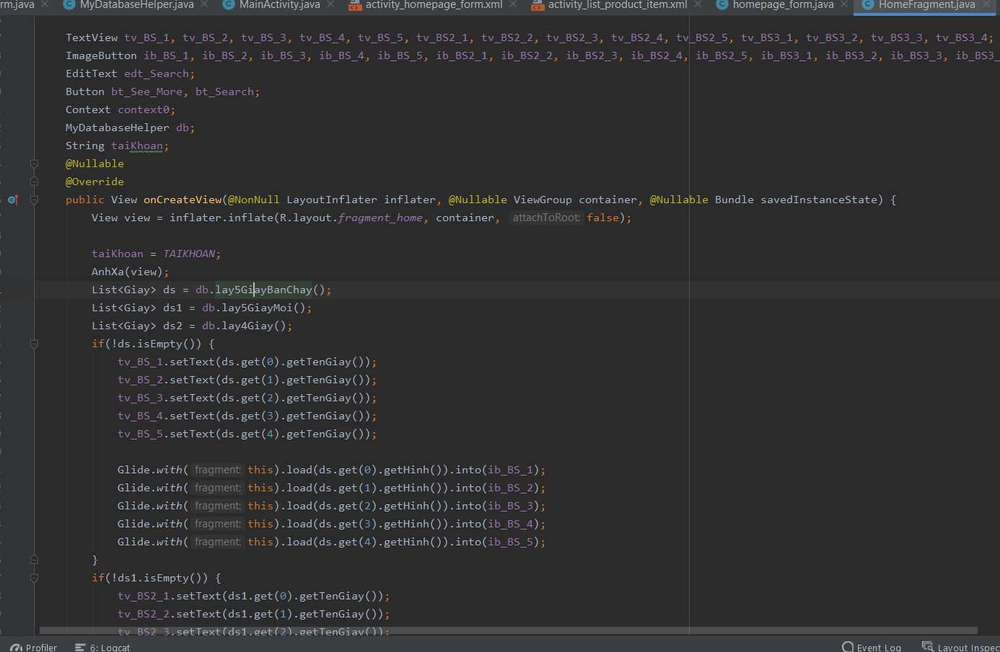 rm.java MyDatabaseHelper.java MainActivity.java activity_homepage_form.xml activity_list_product_item.xml homepage_form.java HomeFragment.java
TextView tv_BS_1, tv_BS_2, tv_BS_3, tv_BS_4, tv_BS_5, tv_BS2_1, tv_BS2_2, tv_BS2_3, tv_BS2_4, tv_BS2_5, tv_BS3_1, tv_BS3_2, tv_BS3_3, tv_BS3_4;
ImageButton ib_BS_1, ib_BS_2, ib_BS_3, ib_BS_4, ib_BS_5, ib_BS2_1, ib_BS2_2, ib_BS2_3, ib_BS2_4, ib_BS2_5, ib_BS3_1, ib_BS3_2, ib_BS3_3, ib_BS3_
EditText edt_Search;
Button bt_See_More, bt_Search;
Context context0;
MyDatabaseHelper db;
String taiKhoan;
@Nullable
@Override
public View onCreateView(@NonNull LayoutInflater inflater, @Nullable ViewGroup container, @Nullable Bundle savedInstanceState) {
View view = inflater.inflate(R.layout.fragment_home, container, attachToRoot: false);
taiKhoan = TAIKHOAN;
AnhXa(view);
List<Giay> ds = db.lay5GiayBanChay();
List<Giay> ds1 = db.lay5GiayMoi();
List<Giay> ds2 = db.lay4Giay();
if(!ds.isEmpty()) {
tv_BS_1.setText(ds.get(0).getTenGiay());
tv_BS_2.setText(ds.get(1).getTenGiay());
tv_BS_3.setText(ds.get(2).getTenGiay());
tv_BS_4.setText(ds.get(3).getTenGiay());
tv_BS_5.setText(ds.get(4).getTenGiay());
Glide.with( fragment: this).load(ds.get(0).getHinh()).into(ib_BS_1);
Glide.with( fragment: this).load(ds.get(1).getHinh()).into(ib_BS_2);
Glide.with( fragment: this).load(ds.get(2).getHinh()).into(ib_BS_3);
Glide.with( fragment: this).load(ds.get(3).getHinh()).into(ib_BS_4);
Glide.with( fragment: this).load(ds.get(4).getHinh()).into(ib_BS_5);
}
if(!ds1.isEmpty()) {
tv_BS2_1.setText(ds1.get(0).getTenGiay());
tv_BS2_2.setText(ds1.get(1).getTenGiay());
tv_BS2_3.setText(ds1.get(2).getTenGiay());
Profiler 6: Logcat Event Log Layout Inspec